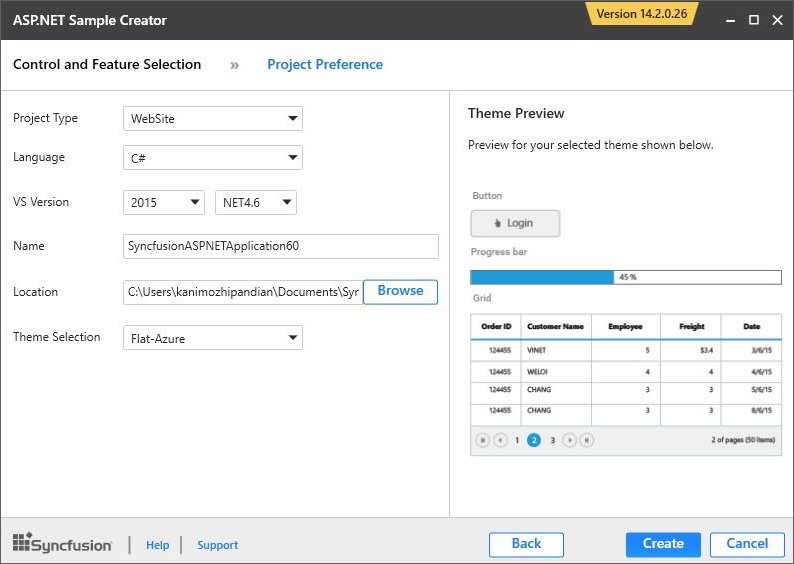 ASP.NET Sample Creator
Version 14.2.0.26
Control and Feature Selection » Project Preference
Project Type WebSite
Language C#
VS Version 2015 NET4.6
Name SyncfusionASPNETApplication60
Location C:\Users\kanimozhipandian\Documents\Syr Browse
Theme Selection Flat-Azure
Theme Preview
Preview for your selected theme shown below.
Button
Login
Progress bar
45 %
Grid
Order ID Customer Name Employee Freight Date
124455 VINET 5 $3.4 3/6/15
124455 WELOI 4 4 4/6/15
124455 CHANG 3 3 5/6/15
124455 CHANG 3 3 8/6/15
1 2 3 2 of pages (50 items)
Syncfusion | Help | Support
Back Create Cancel